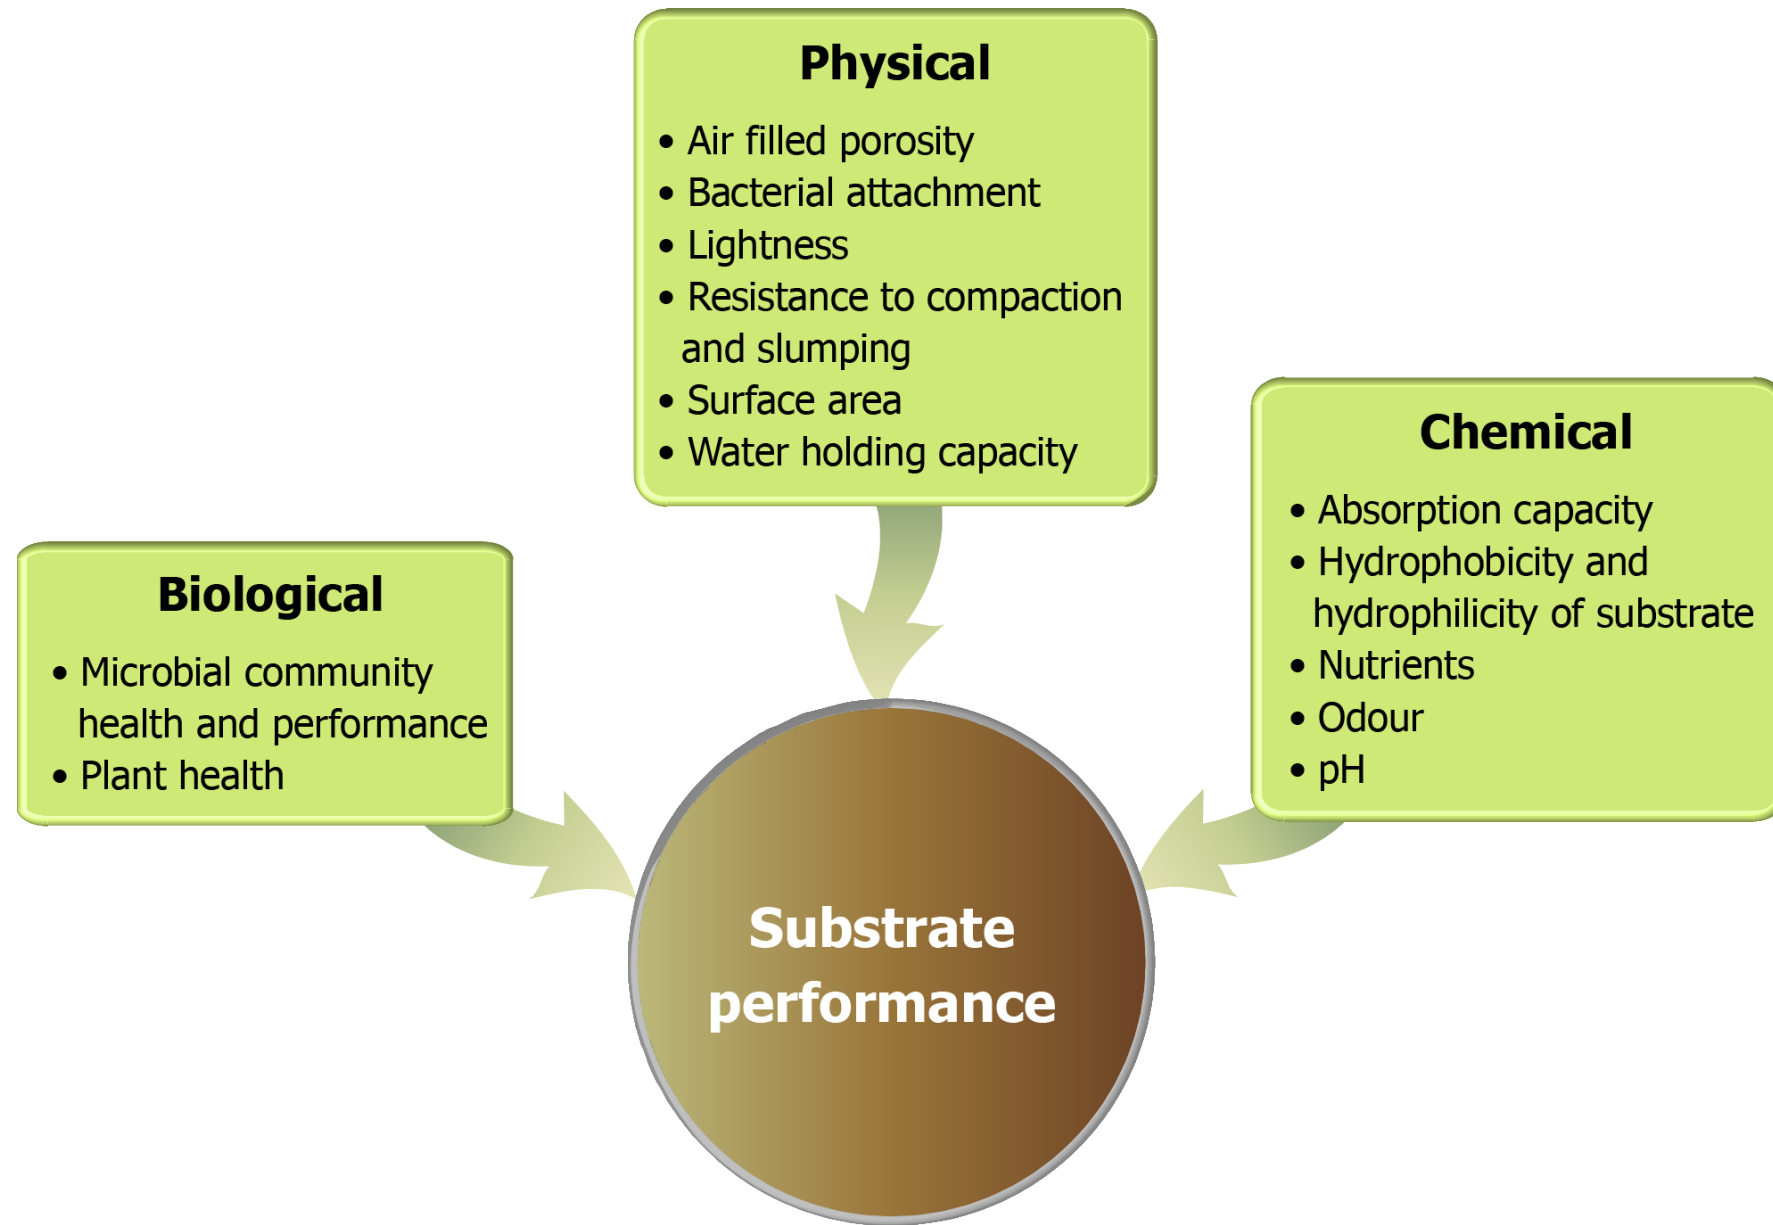 Physical
• Air filled porosity
• Bacterial attachment
• Lightness
• Resistance to compaction
and slumping
• Surface area
• Water holding capacity
Chemical
• Absorption capacity
• Hydrophobicity and
hydrophilicity of substrate
• Nutrients
• Odour
• pH
Biological
• Microbial community
health and performance
• Plant health
Substrate
performance